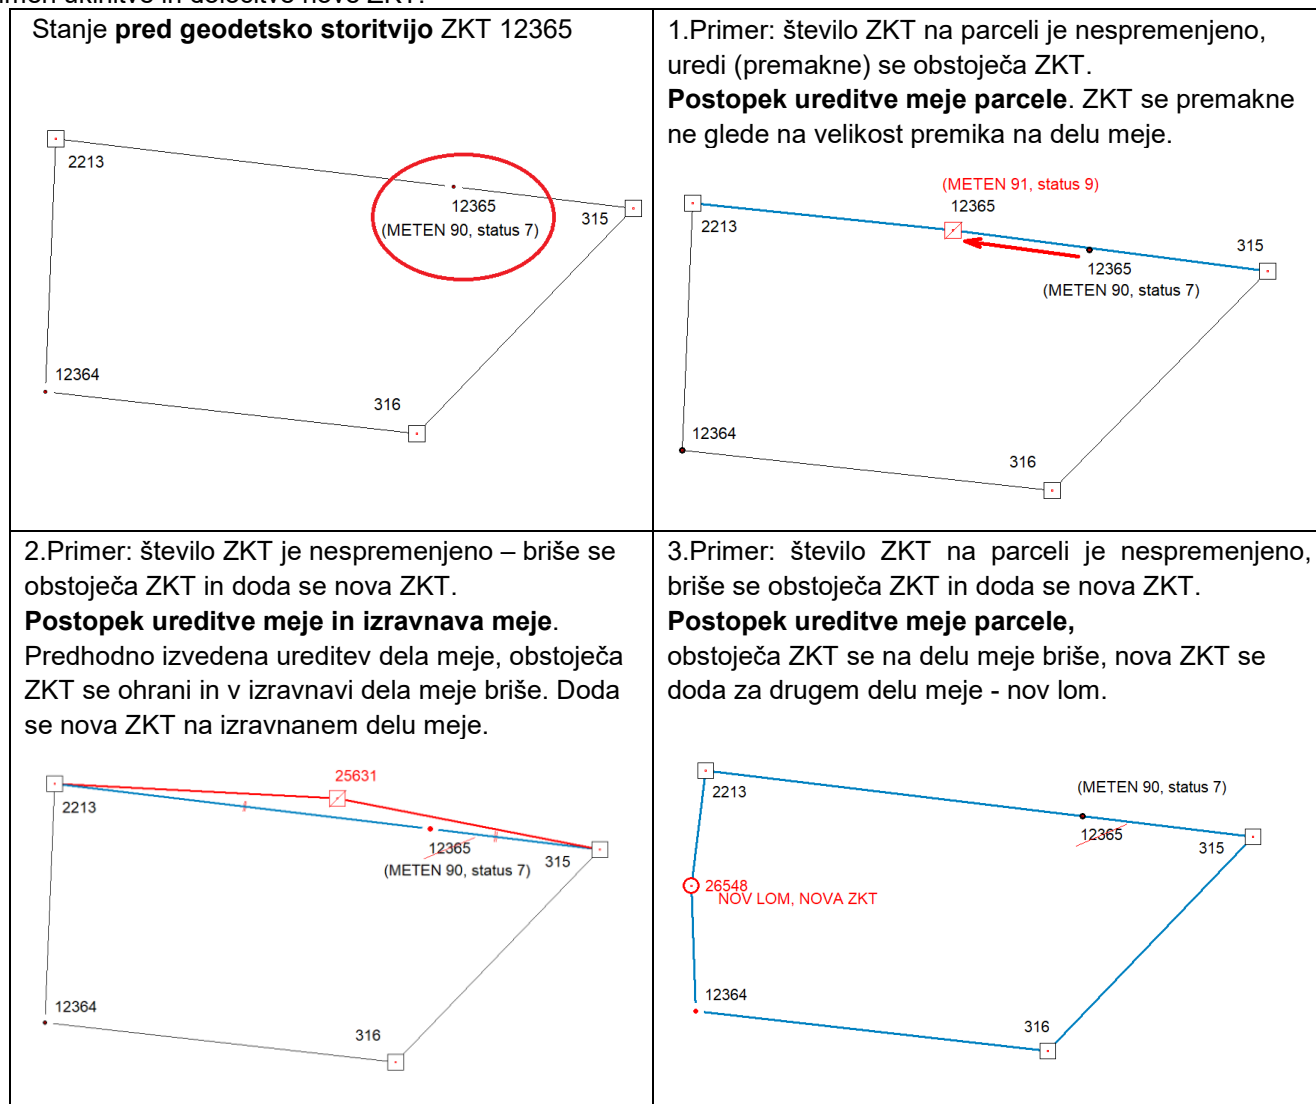 Stanje pred geodetsko storitvijo ZKT 12365
2213
12365
(METEN 90, status 7)
315
12364
316
1.Primer: število ZKT na parceli je nespremenjeno,
uredi (premakne) se obstoječa ZKT.
Postopek ureditve meje parcele. ZKT se premakne
ne glede na velikost premika na delu meje.
(METEN 91, status 9)
12365
2213
315
12365
(METEN 90, status 7)
12364
316
2.Primer: število ZKT je nespremenjeno – briše se
obstoječa ZKT in doda se nova ZKT.
Postopek ureditve meje in izravnava meje.
Predhodno izvedena ureditev dela meje, obstoječa
ZKT se ohrani in v izravnavi dela meje briše. Doda
se nova ZKT na izravnanem delu meje.
25631
2213
12365
(METEN 90, status 7)
315
12364
316
3.Primer: število ZKT na parceli je nespremenjeno,
briše se obstoječa ZKT in doda se nova ZKT.
Postopek ureditve meje parcele,
obstoječa ZKT se na delu meje briše, nova ZKT se
doda za drugem delu meje - nov lom.
2213
(METEN 90, status 7)
12365
315
26548
NOV LOM, NOVA ZKT
12364
316